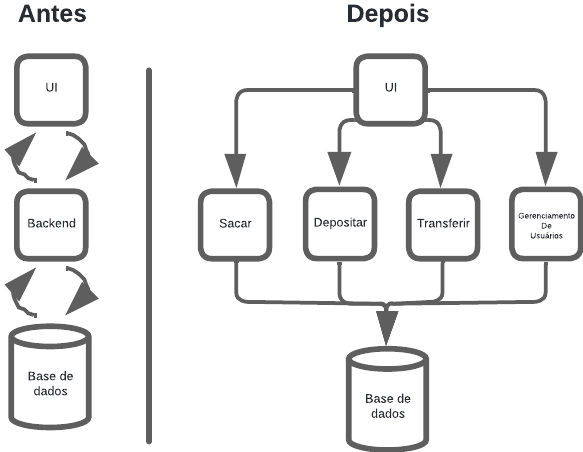 Antes
UI
Backend
Base de
dados
Depois
UI
Sacar
Depositar
Transferir
Gerenciamento
De
Usuários
Base de
dados